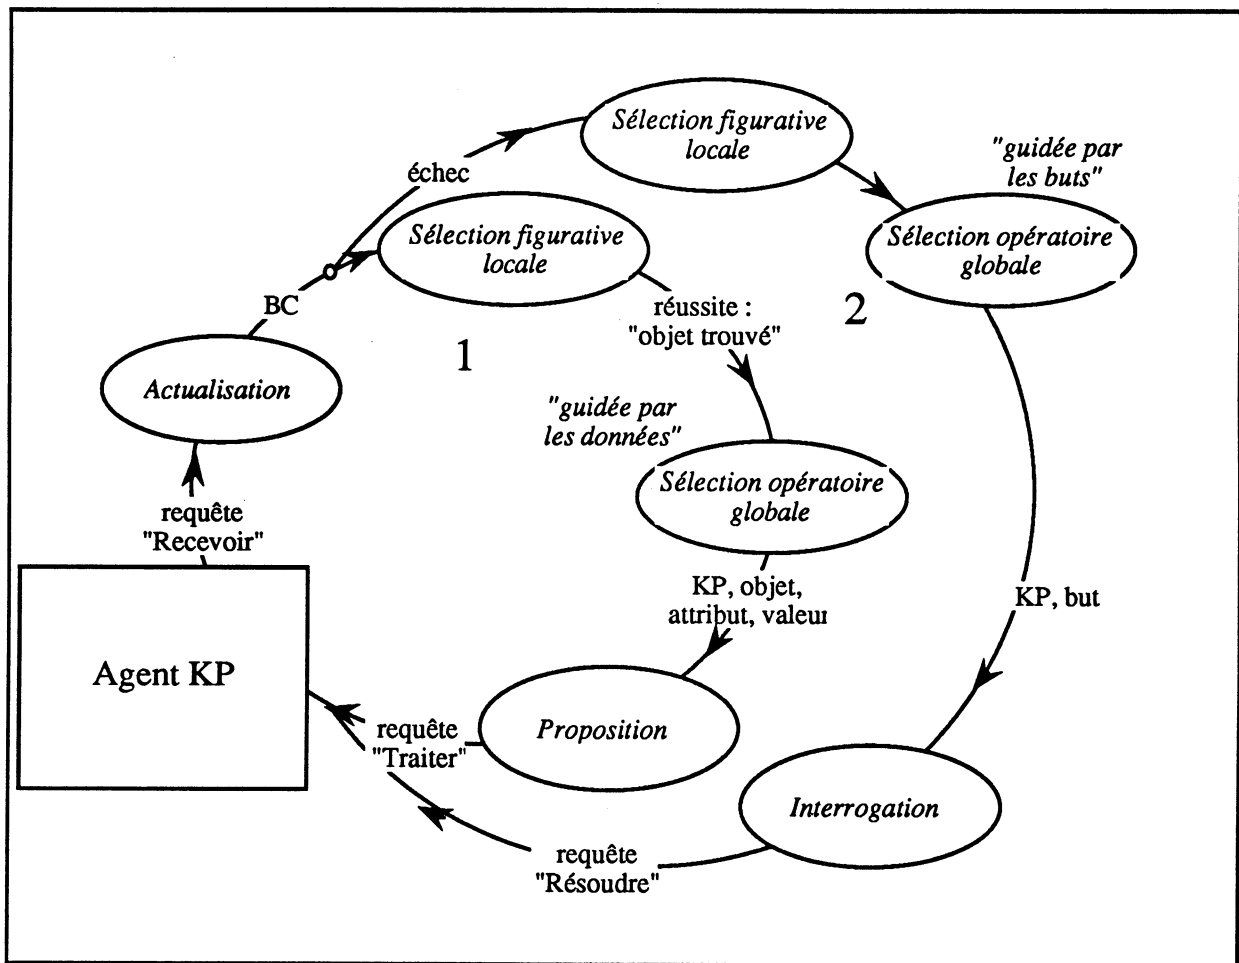 Sélection figurative
locale
"guidée par
les buts"
échec
Sélection figurative
locale
Sélection opératoire
globale
BC
réussite :
"objet trouvé"
2
1
Actualisation
"guidée par
les données"
Sélection opératoire
globale
requête
"Recevoir"
KP, objet,
attribut, valeur
KP, but
Agent KP
requête
"Traiter"
Proposition
Interrogation
requête
"Résoudre"